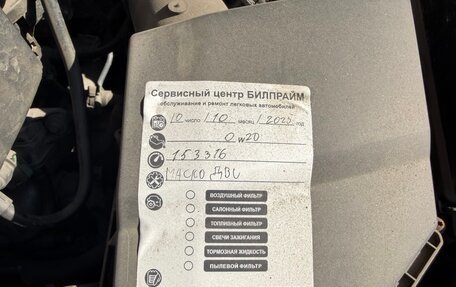 Сервисный центр БИЛПРАЙМ
обслуживание и ремонт легковых автомобилей
10 число / 10 месяц / 2025 год
0w20
153376
МАСЛО ДВС
ВОЗДУШНЫЙ ФИЛЬТР
САЛОННЫЙ ФИЛЬТР
ТОПЛИВНЫЙ ФИЛЬТР
СВЕЧИ ЗАЖИГАНИЯ
ТОРМОЗНАЯ ЖИДКОСТЬ
ПЫЛЕВОЙ ФИЛЬТР